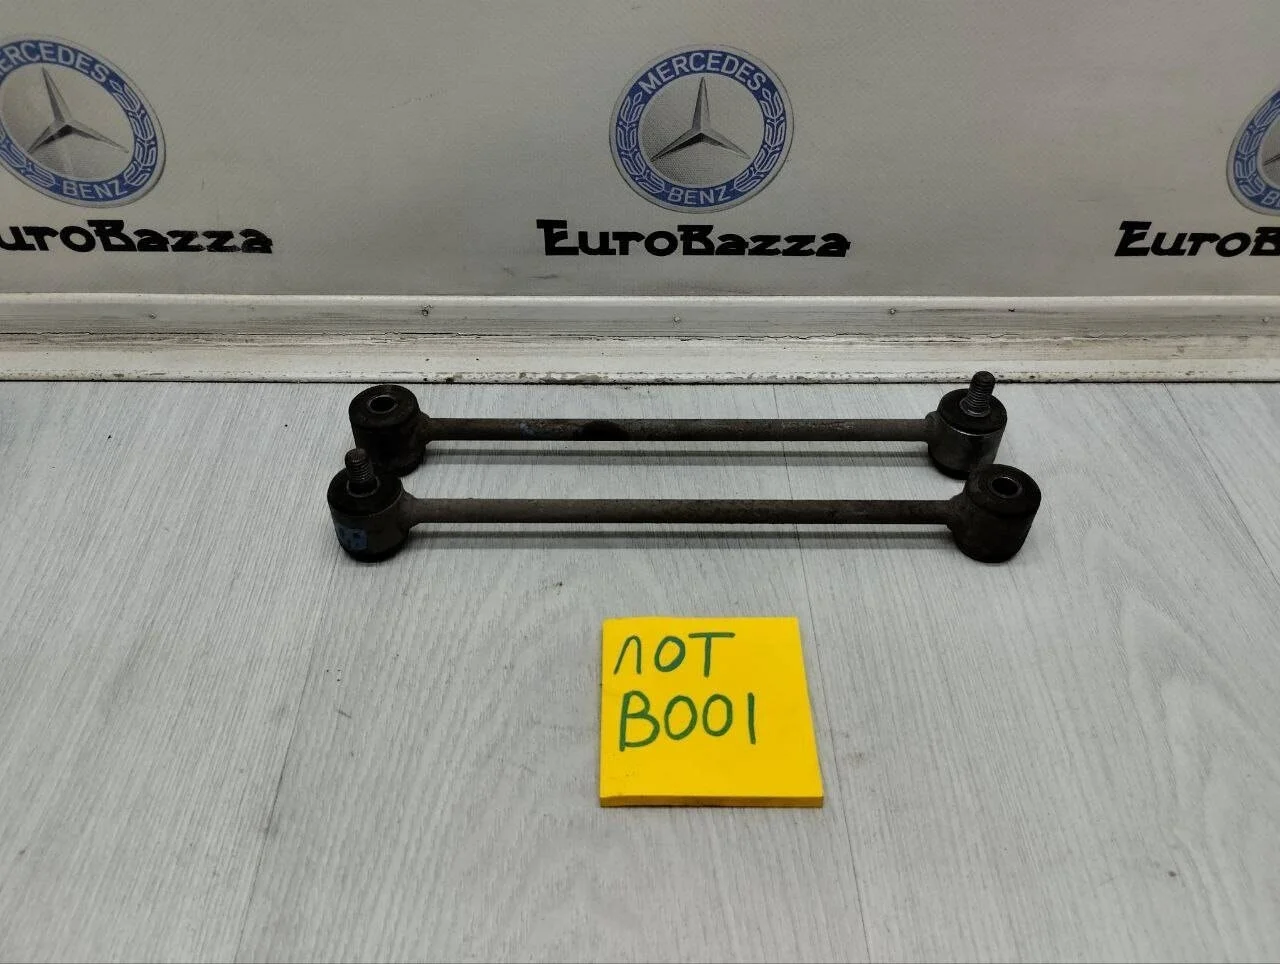 MERCEDES
BENZ
EuroBazza
MERCEDES
BENZ
EuroBazza
EuroB
ЛОТ
B001